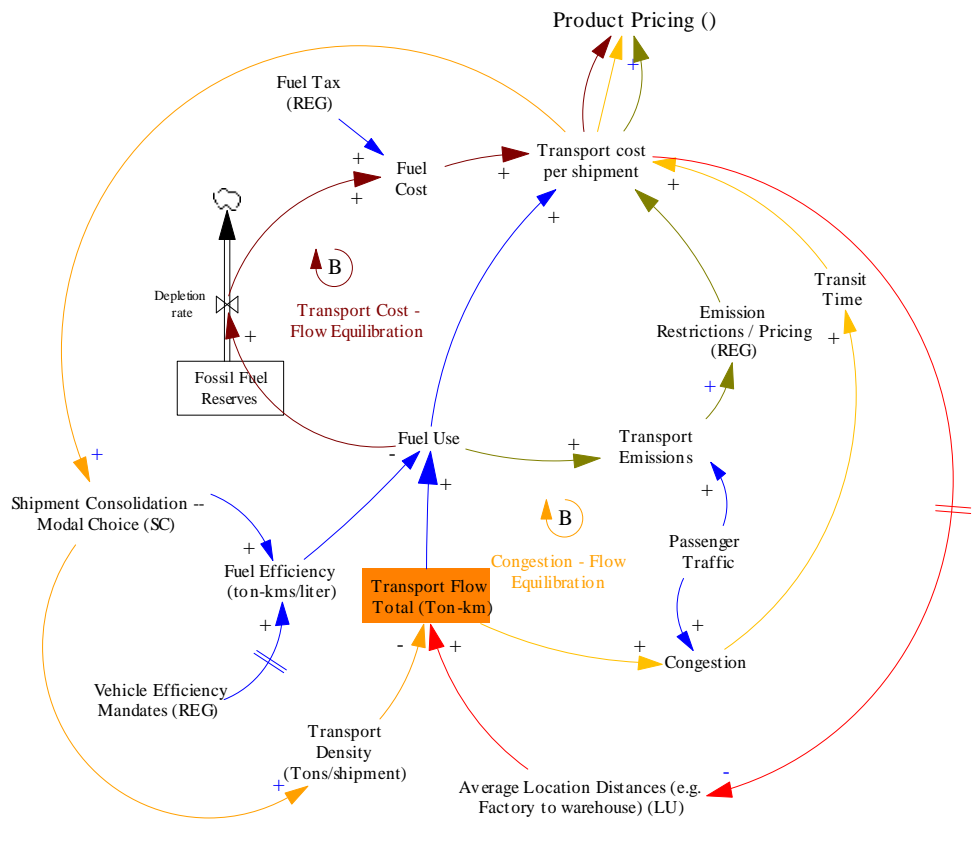 Product Pricing ()
+
Fuel Tax
(REG)
+
Fuel
Cost
+
+
Transport cost
per shipment
+
+
B
Transport Cost -
Flow Equilibration
Depletion
rate
+
Fossil Fuel
Reserves
Transit
Time
+
Emission
Restrictions / Pricing
(REG)
+
Fuel Use
-
+
+
Transport
Emissions
+
+
Shipment Consolidation --
Modal Choice (SC)
B
Congestion - Flow
Equilibration
Passenger
Traffic
+
+
Fuel Efficiency
(ton-kms/liter)
+
Transport Flow
Total (Ton-km)
-
+
+
Congestion
Vehicle Efficiency
Mandates (REG)
Transport
Density
(Tons/shipment)
+
-
Average Location Distances (e.g.
Factory to warehouse) (LU)